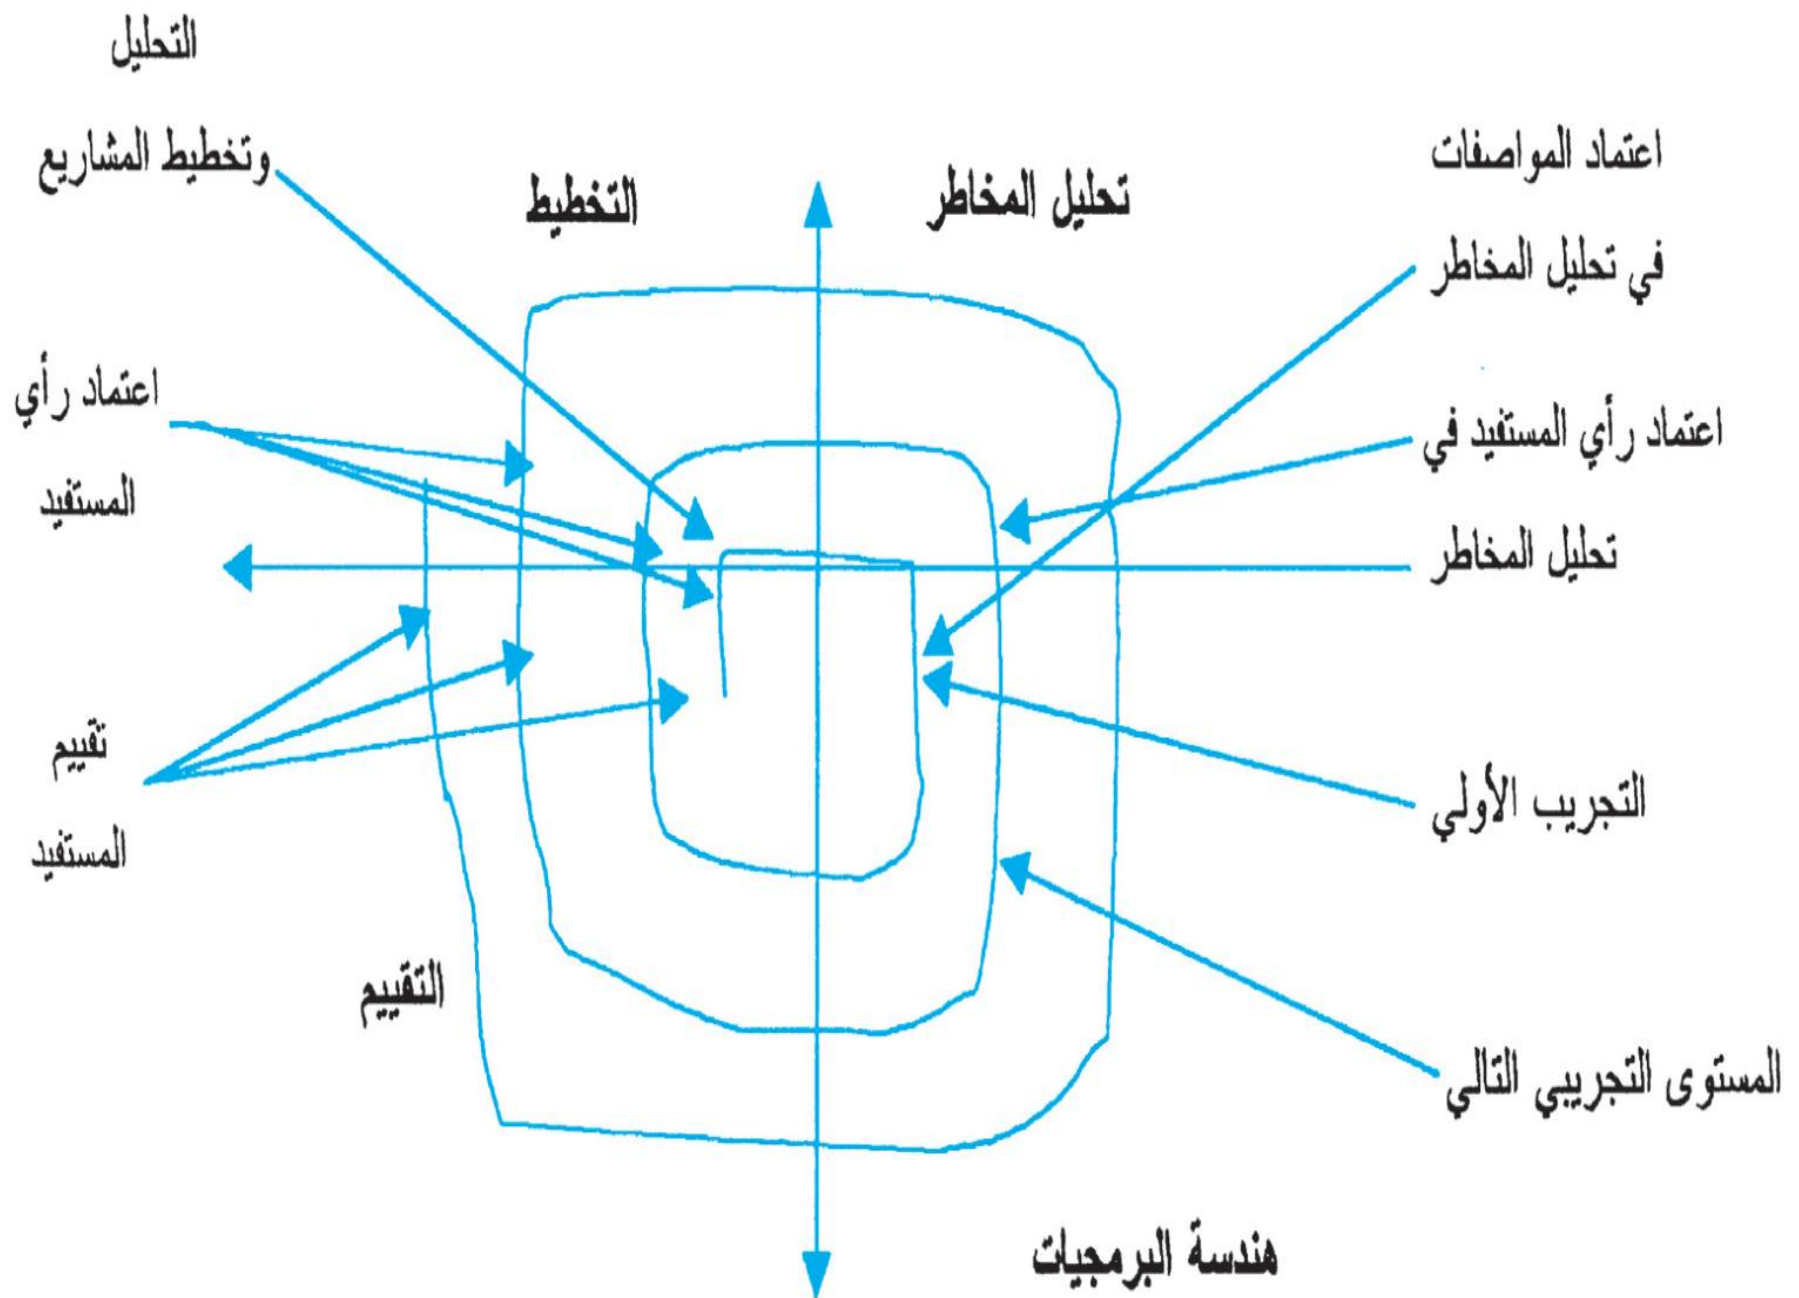 التحليل
وتخطيط المشاريع
التخطيط
تحليل المخاطر
اعتماد المواصفات
في تحليل المخاطر
اعتماد رأي
المستفيد
اعتماد رأي المستفيد في
تحليل المخاطر
تقييم
المستفيد
التجريب الأولي
التقييم
المستوى التجريبي التالي
هندسة البرمجيات